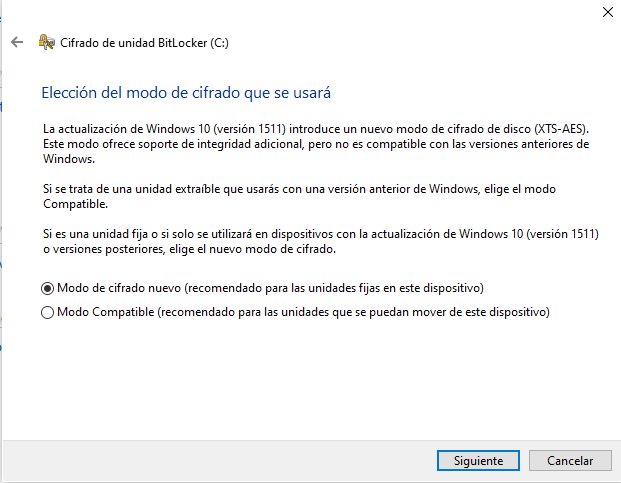 Cifrado de unidad BitLocker (C:)
Elección del modo de cifrado que se usará
La actualización de Windows 10 (versión 1511) introduce un nuevo modo de cifrado de disco (XTS-AES).
Este modo ofrece soporte de integridad adicional, pero no es compatible con las versiones anteriores de
Windows.
Si se trata de una unidad extraíble que usarás con una versión anterior de Windows, elige el modo
Compatible.
Si es una unidad fija o si solo se utilizará en dispositivos con la actualización de Windows 10 (versión 1511)
o versiones posteriores, elige el nuevo modo de cifrado.
Modo de cifrado nuevo (recomendado para las unidades fijas en este dispositivo)
Modo Compatible (recomendado para las unidades que se puedan mover de este dispositivo)
Siguiente
Cancelar